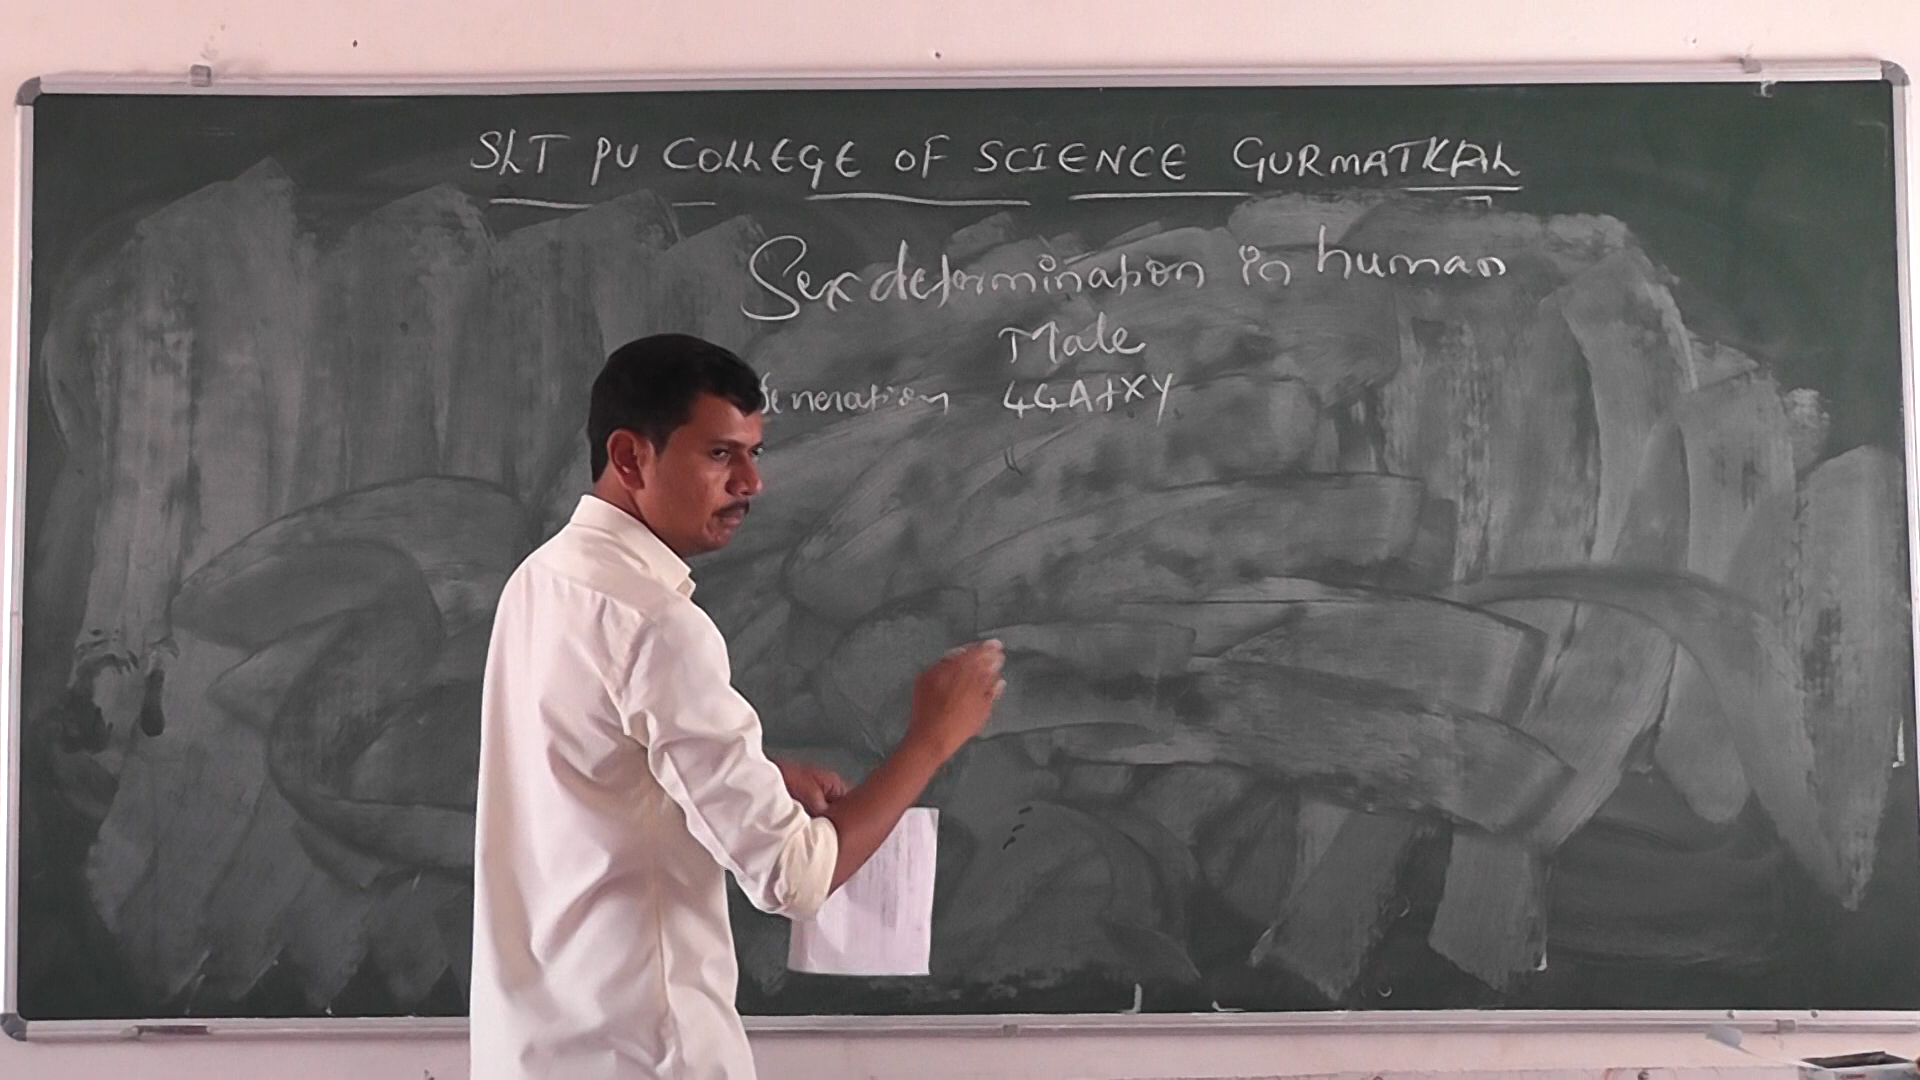 SLT PU COLLEGE OF SCIENCE GURMATKAL
Sex determination in human
Male
Generation 44A+XY